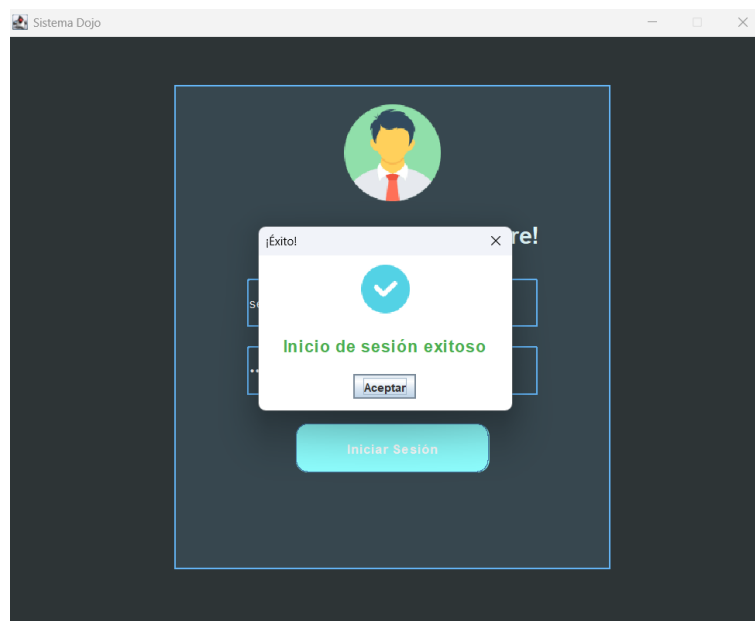 Sistema Dojo
re!
¡Éxito!
Inicio de sesión exitoso
Aceptar
Iniciar Sesión